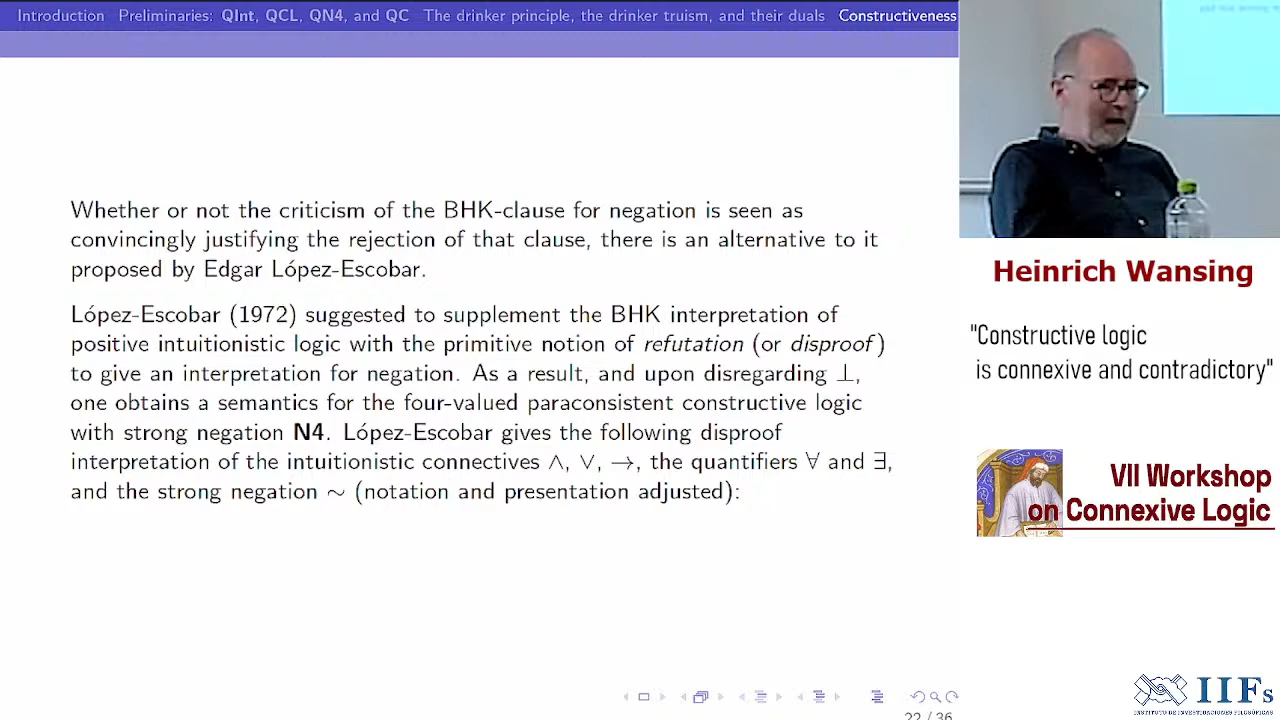 Introduction Preliminaries: QInt, QCL, QN4, and QC The drinker principle, the drinker truism, and their duals Constructiveness
Whether or not the criticism of the BHK-clause for negation is seen as
convincingly justifying the rejection of that clause, there is an alternative to it
proposed by Edgar López-Escobar.
López-Escobar (1972) suggested to supplement the BHK interpretation of
positive intuitionistic logic with the primitive notion of refutation (or disproof)
to give an interpretation for negation. As a result, and upon disregarding ⊥,
one obtains a semantics for the four-valued paraconsistent constructive logic
with strong negation N4. López-Escobar gives the following disproof
interpretation of the intuitionistic connectives ∧, ∨, →, the quantifiers ∀ and ∃,
and the strong negation ∼ (notation and presentation adjusted):
22 / 36
Heinrich Wansing
"Constructive logic
is connexive and contradictory"
VII Workshop
on Connexive Logic
IIFs
INSTITUTO DE INVESTIGACIONES FILOSÓFICAS